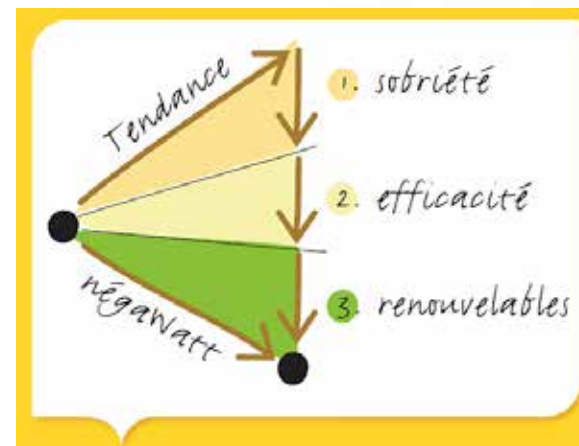 Tendance
1. sobriété
2. efficacité
3. renouvelables
négaWatt